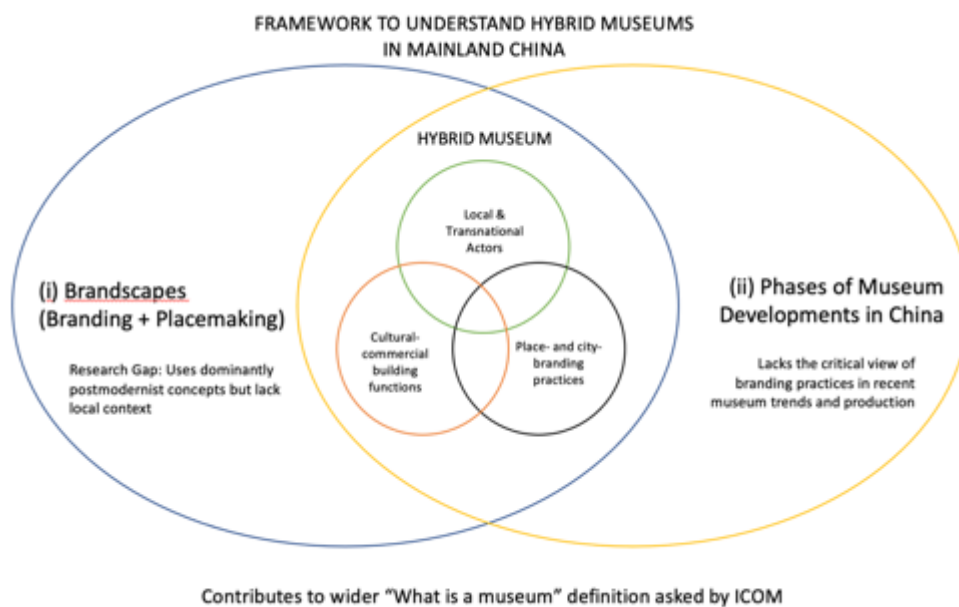 FRAMEWORK TO UNDERSTAND HYBRID MUSEUMS
IN MAINLAND CHINA
HYBRID MUSEUM
Local &
Transnational
Actors
(i) Brandscapes
(Branding + Placemaking)
Research Gap: Uses dominantly
postmodernist concepts but lack
local context
Cultural-
commercial
building
functions
Place- and city-
branding
practices
(ii) Phases of Museum
Developments in China
Lacks the critical view of
branding practices in recent
museum trends and production
Contributes to wider “What is a museum” definition asked by ICOM